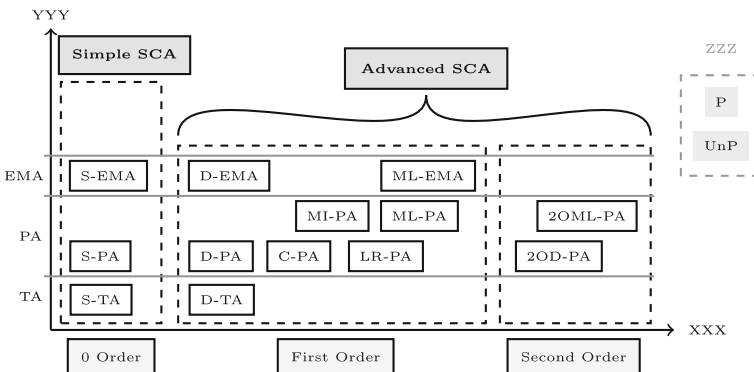 YYY
Simple SCA
Advanced SCA
ZZZ
P
UnP
EMA
S-EMA
D-EMA
ML-EMA
PA
MI-PA
ML-PA
2OML-PA
S-PA
D-PA
C-PA
LR-PA
2OD-PA
TA
S-TA
D-TA
XXX
0 Order
First Order
Second Order